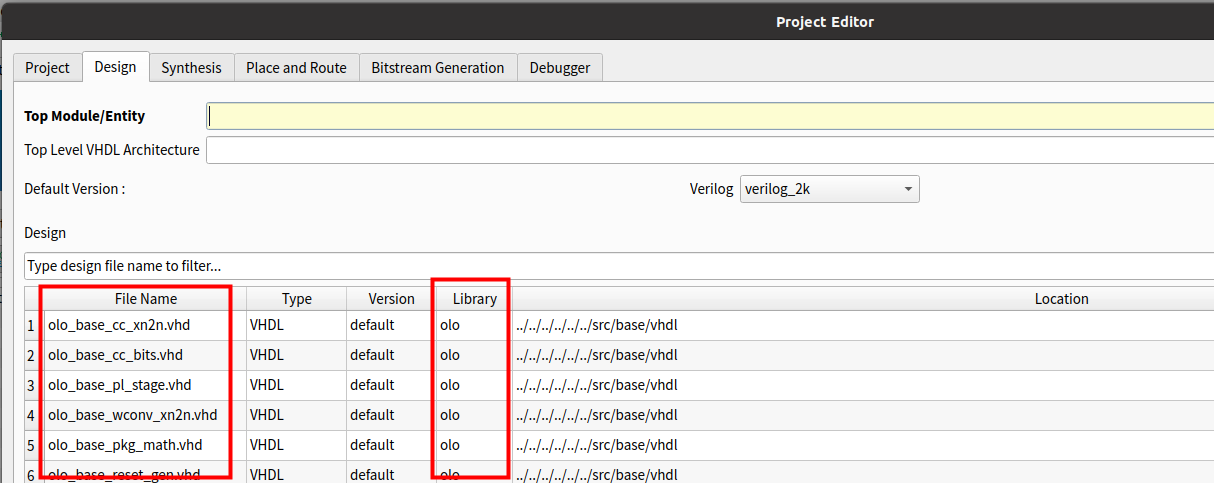 Project Editor
Project Design Synthesis Place and Route Bitstream Generation Debugger
Top Module/Entity
Top Level VHDL Architecture
Default Version : Verilog verilog_2k
Design
Type design file name to filter...
File Name Type Version Library Location
1 olo_base_cc_xn2n.vhd VHDL default olo ../../../../../../src/base/vhdl
2 olo_base_cc_bits.vhd VHDL default olo ../../../../../../src/base/vhdl
3 olo_base_pl_stage.vhd VHDL default olo ../../../../../../src/base/vhdl
4 olo_base_wconv_xn2n.vhd VHDL default olo ../../../../../../src/base/vhdl
5 olo_base_pkg_math.vhd VHDL default olo ../../../../../../src/base/vhdl
6 olo_base_reset_gen.vhd VHDL default olo ../../../../../../src/base/vhdl